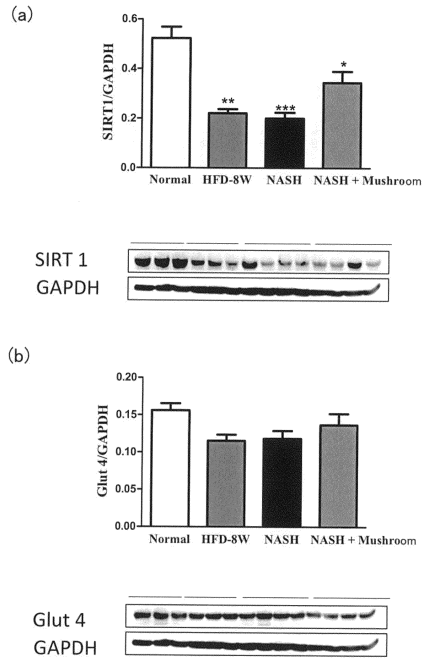 (a)
SIRT1/GAPDH
0.6
0.4
0.2
0.0
** *** *
Normal HFD-8W NASH NASH + Mushroom
SIRT 1
GAPDH
(b)
Glut 4/GAPDH
0.20
0.15
0.10
0.05
0.00
Normal HFD-8W NASH NASH + Mushroom
Glut 4
GAPDH